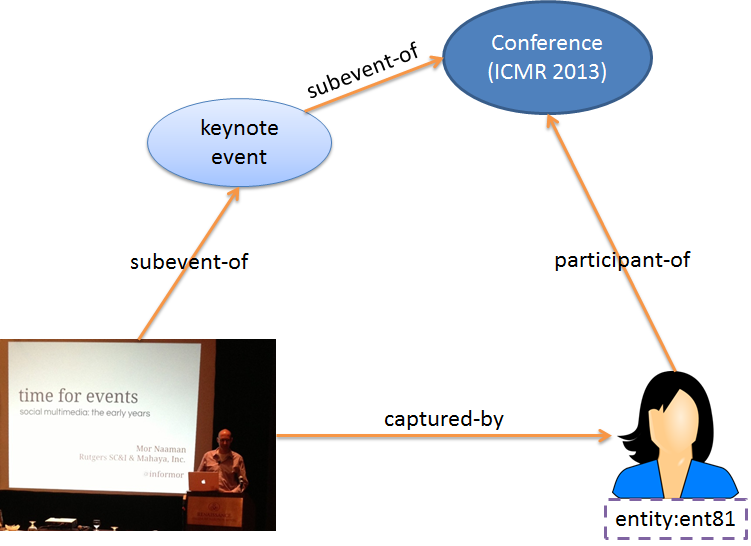 Conference
(ICMR 2013)
subevent-of
keynote
event
subevent-of
participant-of
time for events
social multimedia: the early years
Mor Naaman
Rutgers SC&I & Mahaya, Inc.
#informor
captured-by
entity:ent81